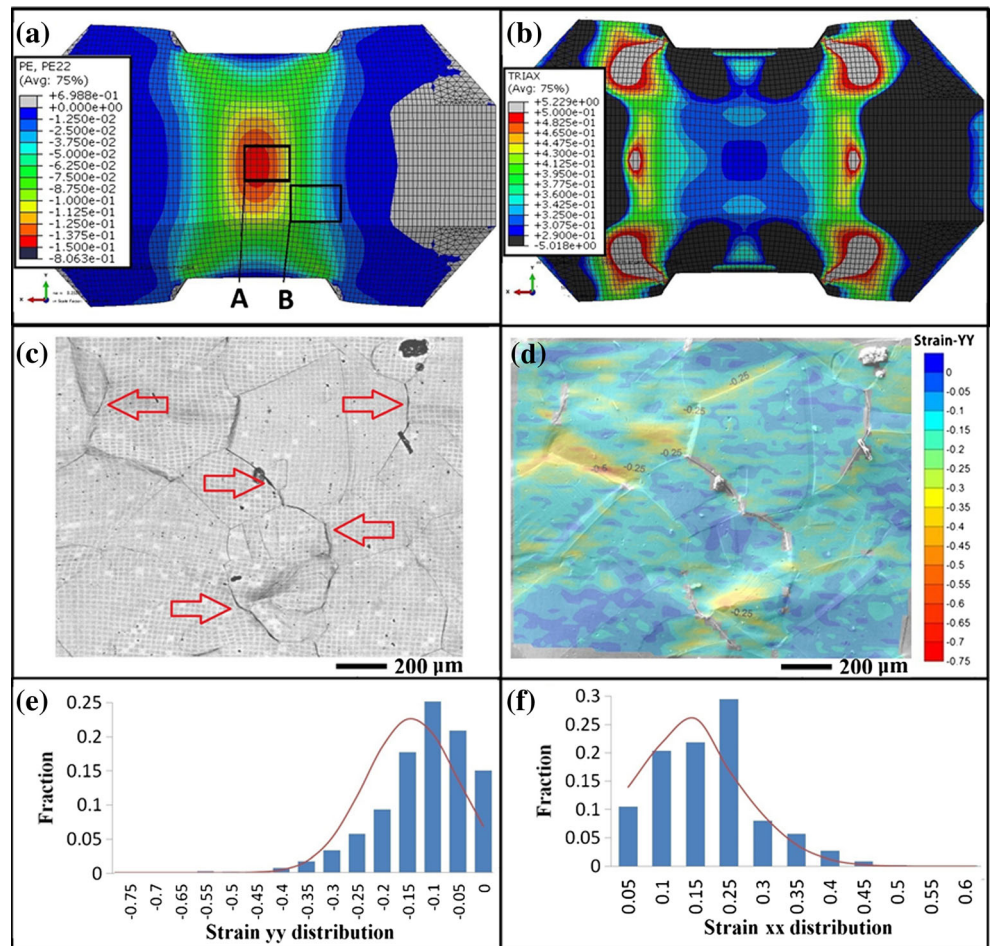 (a)
PE, PE22
(Avg: 75%)
+6.988e-01
+0.000e+00
-1.250e-02
-2.500e-02
-3.750e-02
-5.000e-02
-6.250e-02
-7.500e-02
-8.750e-02
-1.000e-01
-1.125e-01
-1.250e-01
-1.375e-01
-1.500e-01
-8.063e-01
A
B
Y
X
(b)
TRIAX
(Avg: 75%)
+5.229e+00
+5.000e-01
+4.825e-01
+4.650e-01
+4.475e-01
+4.300e-01
+4.125e-01
+3.950e-01
+3.775e-01
+3.600e-01
+3.425e-01
+3.250e-01
+3.075e-01
+2.900e-01
-5.018e+00
(c)
200 µm
(d)
Strain-YY
-0.25
-0.25
-0.5
-0.25
-0.25
0
-0.05
-0.1
-0.15
-0.2
-0.25
-0.3
-0.35
-0.4
-0.45
-0.5
-0.55
-0.6
-0.65
-0.7
-0.75
200 µm
(e)
Fraction
0.25
0.2
0.15
0.1
0.05
0
-0.75
-0.7
-0.55
-0.45
-0.4
-0.35
-0.3
-0.25
-0.2
-0.15
-0.1
-0.05
0
Strain yy distribution
(f)
Fraction
0.3
0.25
0.2
0.15
0.1
0.05
0
0.05
0.1
0.15
0.25
0.3
0.35
0.4
0.45
0.5
0.55
0.6
Strain xx distribution